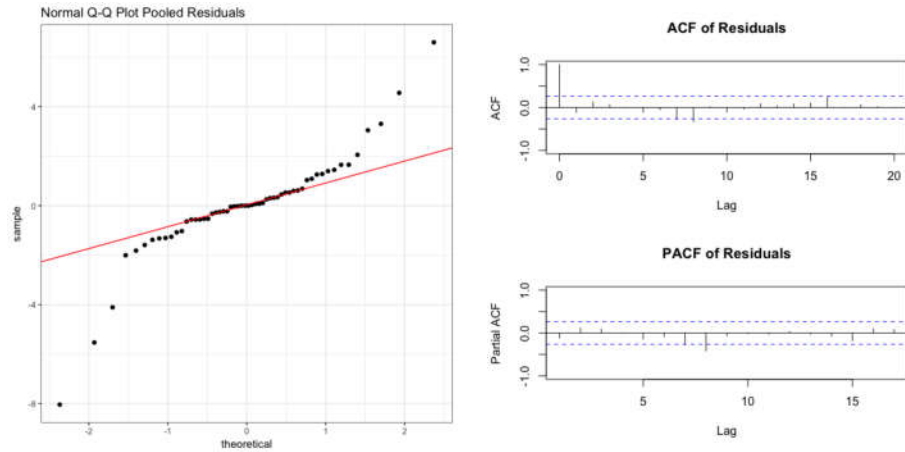 Normal Q-Q Plot Pooled Residuals
4
0
-4
-8
sample
-2
-1
0
1
2
theoretical
ACF of Residuals
1.0
0.0
-1.0
ACF
0
5
10
15
20
Lag
PACF of Residuals
1.0
0.0
-1.0
Partial ACF
5
10
15
Lag